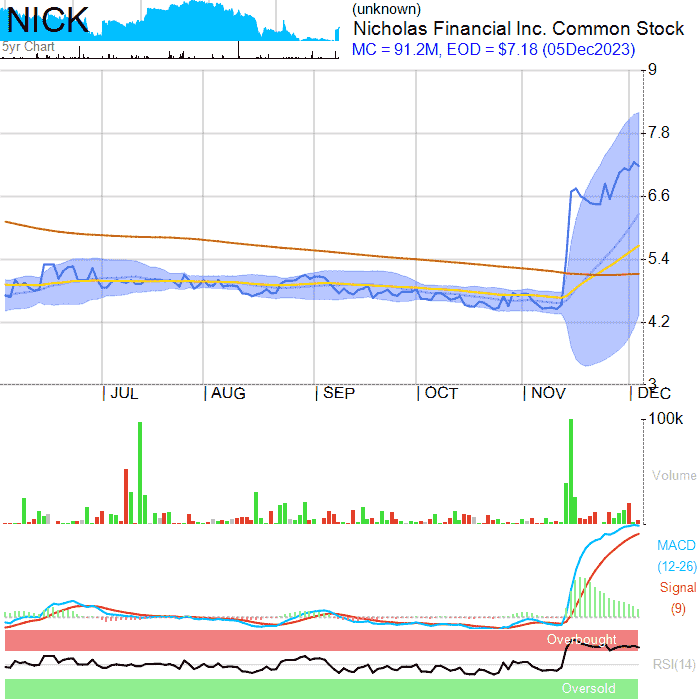 NICK
5yr Chart
(unknown)
Nicholas Financial Inc. Common Stock
MC = 91.2M, EOD = $7.18 (05Dec2023)
9
7.8
6.6
5.4
4.2
3
| JUL | AUG | SEP | OCT | NOV | DEC
100k
Volume
MACD
(12-26)
Signal
(9)
Overbought
RSI(14)
Oversold